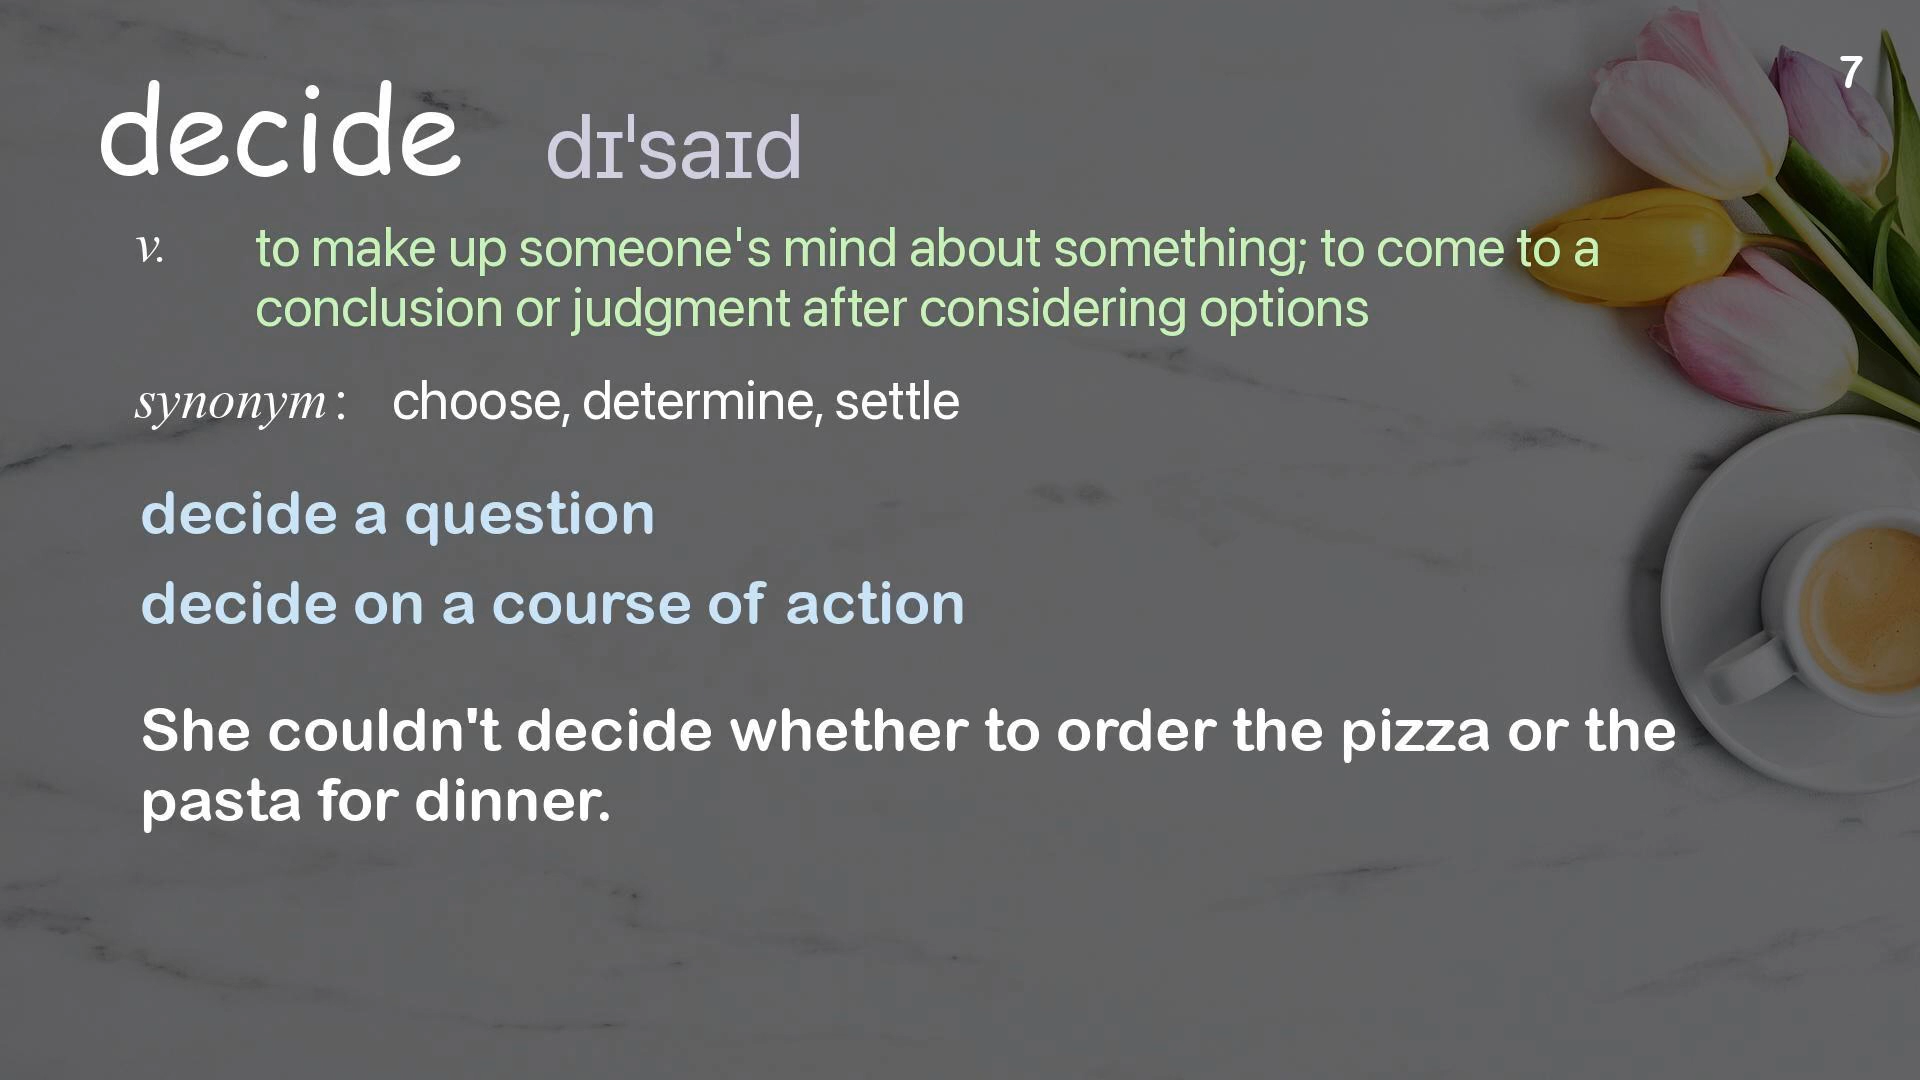 7
decide dɪˈsaɪd
v. to make up someone's mind about something; to come to a
conclusion or judgment after considering options
synonym: choose, determine, settle
decide a question
decide on a course of action
She couldn't decide whether to order the pizza or the
pasta for dinner.